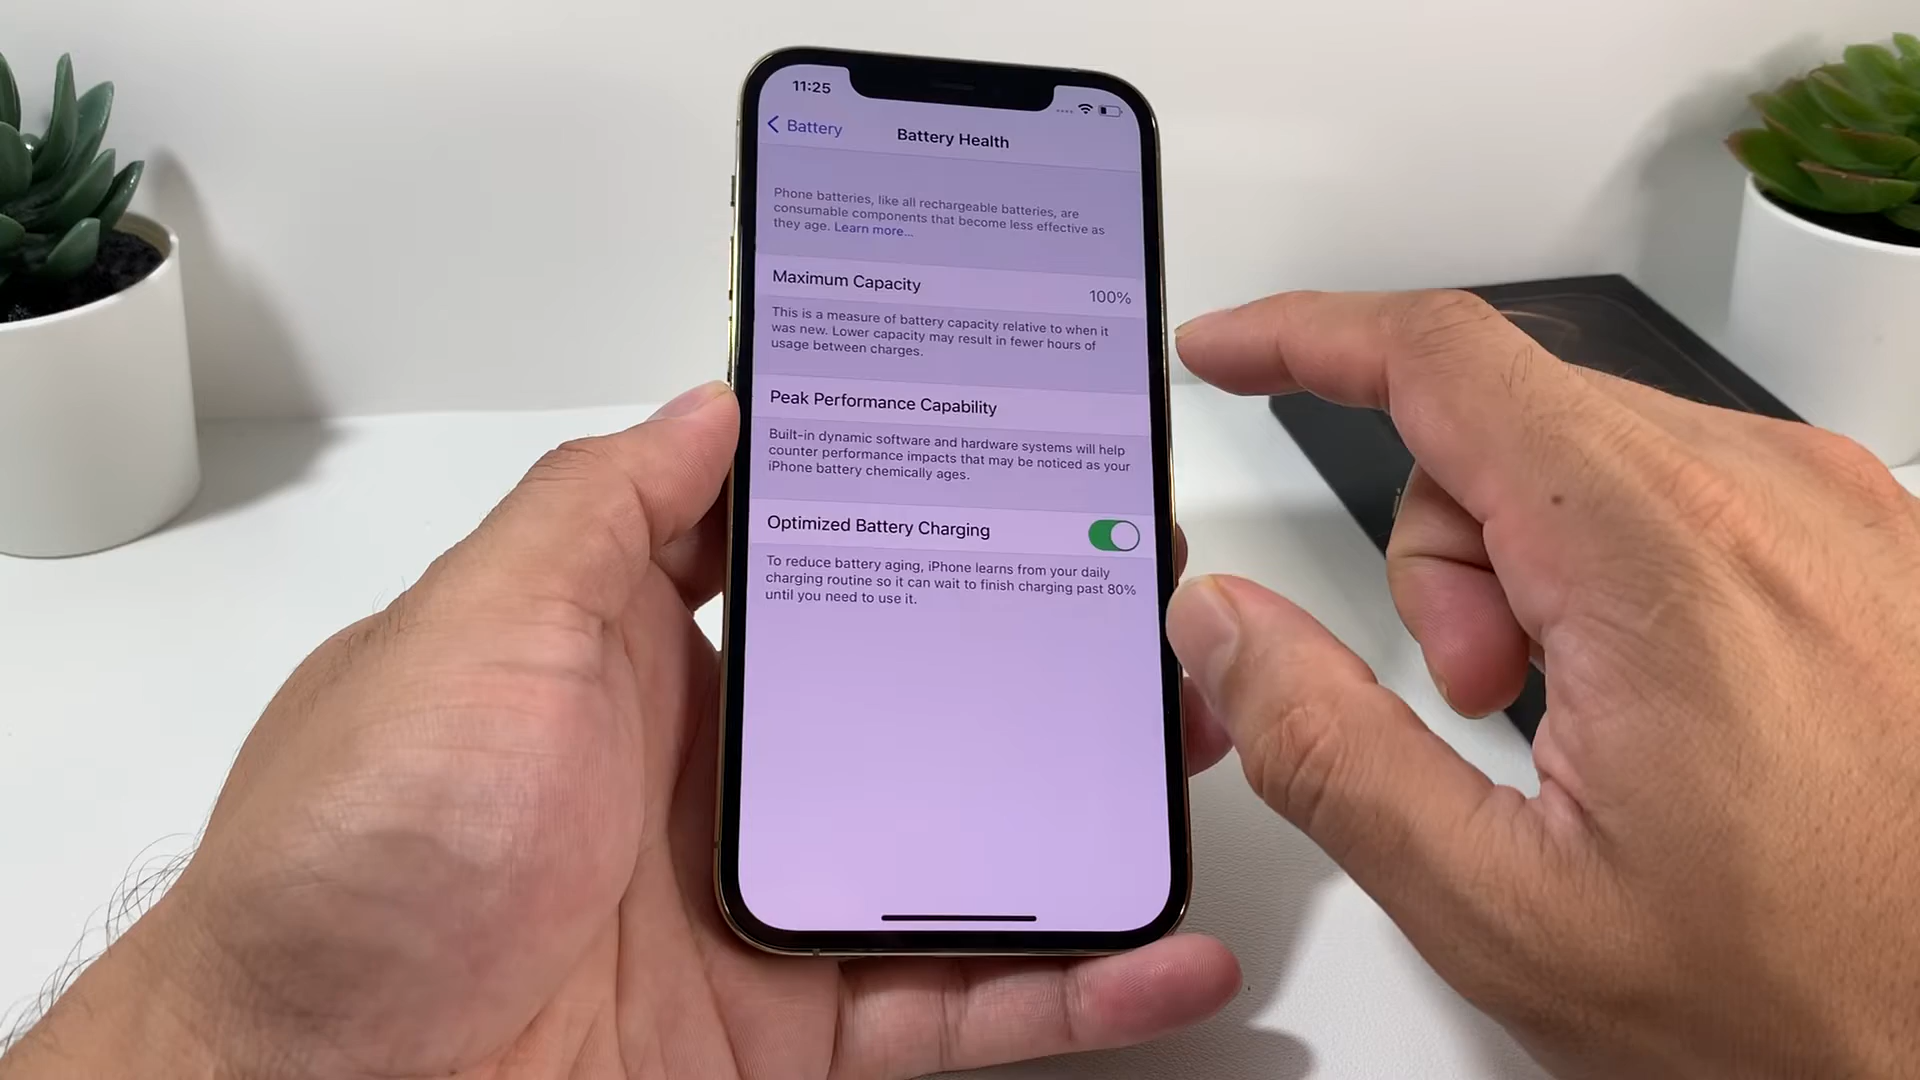 11:25
Battery
Battery Health
Phone batteries, like all rechargeable batteries, are
consumable components that become less effective as
they age. Learn more...
Maximum Capacity
100%
This is a measure of battery capacity relative to when it
was new. Lower capacity may result in fewer hours of
usage between charges.
Peak Performance Capability
Built-in dynamic software and hardware systems will help
counter performance impacts that may be noticed as your
iPhone battery chemically ages.
Optimized Battery Charging
To reduce battery aging, iPhone learns from your daily
charging routine so it can wait to finish charging past 80%
until you need to use it.